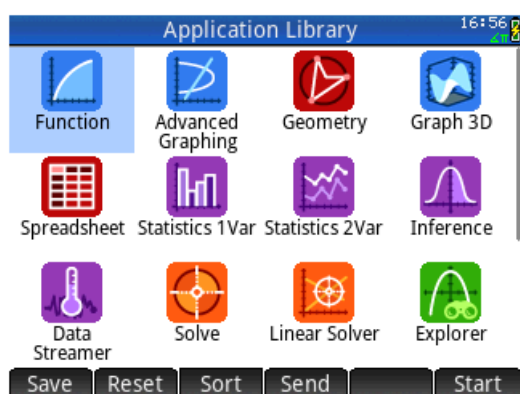 Application Library
16:56
∡π
Function
Advanced
Graphing
Geometry
Graph 3D
Spreadsheet
Statistics 1Var
Statistics 2Var
Inference
Data
Streamer
Solve
Linear Solver
Explorer
Save
Reset
Sort
Send
Start